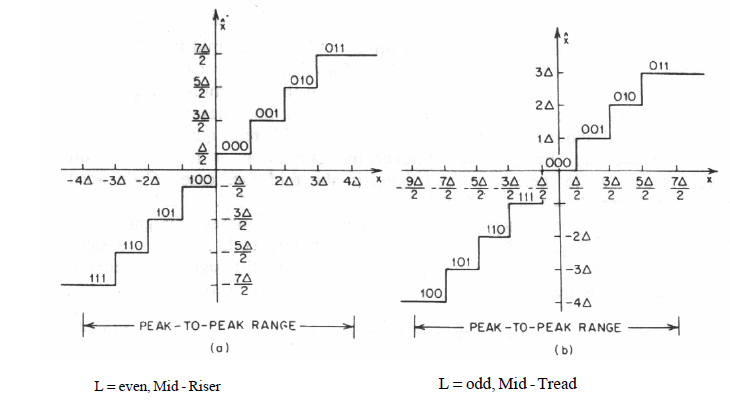 x̂
7Δ/2
5Δ/2
3Δ/2
Δ/2
011
010
001
000
-4Δ -3Δ -2Δ 2Δ 3Δ 4Δ x
100
101
110
111
-Δ/2
-3Δ/2
-5Δ/2
-7Δ/2
PEAK-TO-PEAK RANGE
(a)
L = even, Mid - Riser
x̂
3Δ
2Δ
1Δ
011
010
001
000
-9Δ/2 -7Δ/2 -5Δ/2 -3Δ/2 -Δ/2 Δ/2 3Δ/2 5Δ/2 7Δ/2 x
111
110
101
100
-2Δ
-3Δ
-4Δ
PEAK-TO-PEAK RANGE
(b)
L = odd, Mid - Tread